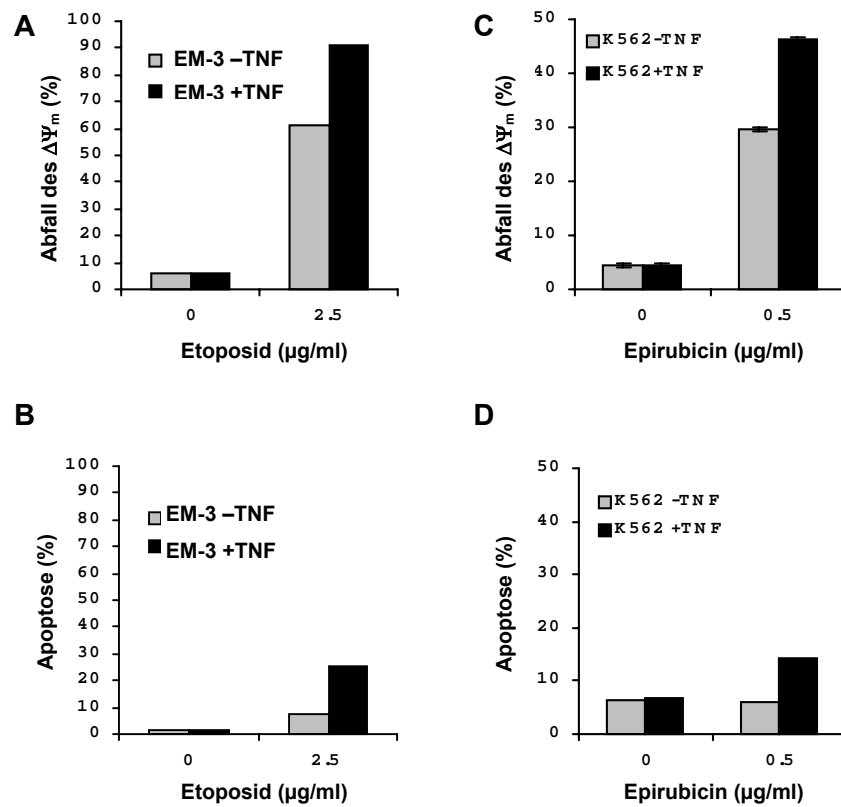 A
Abfall des ΔΨm (%)
100
90
80
70
60
50
40
30
20
10
0
EM-3 –TNF
EM-3 +TNF
0
2.5
Etoposid (µg/ml)
C
Abfall des ΔΨm (%)
50
40
30
20
10
0
K562-TNF
K562+TNF
0
0.5
Epirubicin (µg/ml)
B
Apoptose (%)
100
90
80
70
60
50
40
30
20
10
0
EM-3 –TNF
EM-3 +TNF
0
2.5
Etoposid (µg/ml)
D
Apoptose (%)
50
40
30
20
10
0
K562 -TNF
K562 +TNF
0
0.5
Epirubicin (µg/ml)